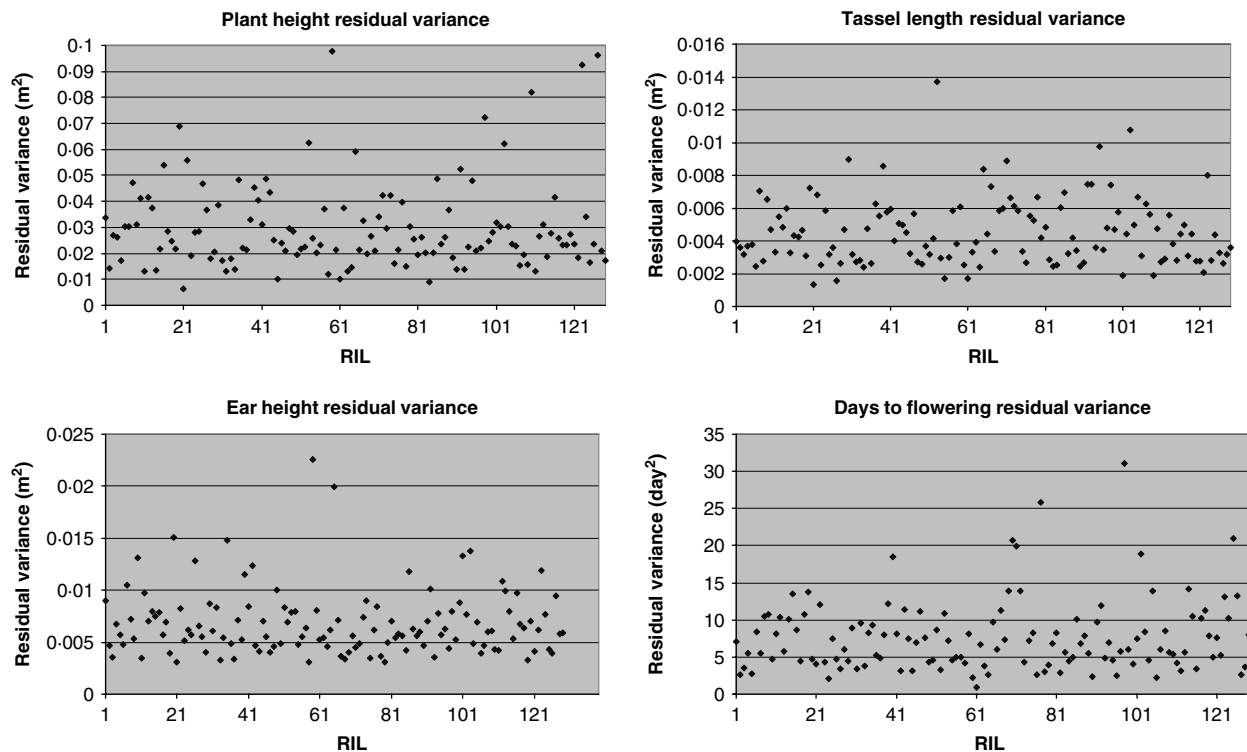 Plant height residual variance
Residual variance (m²)
0·1
0·09
0·08
0·07
0·06
0·05
0·04
0·03
0·02
0·01
0
1 21 41 61 81 101 121
RIL
Tassel length residual variance
Residual variance (m²)
0·016
0·014
0·012
0·01
0·008
0·006
0·004
0·002
0
1 21 41 61 81 101 121
RIL
Ear height residual variance
Residual variance (m²)
0·025
0·02
0·015
0·01
0·005
0
1 21 41 61 81 101 121
RIL
Days to flowering residual variance
Residual variance (day²)
35
30
25
20
15
10
5
0
1 21 41 61 81 101 121
RIL